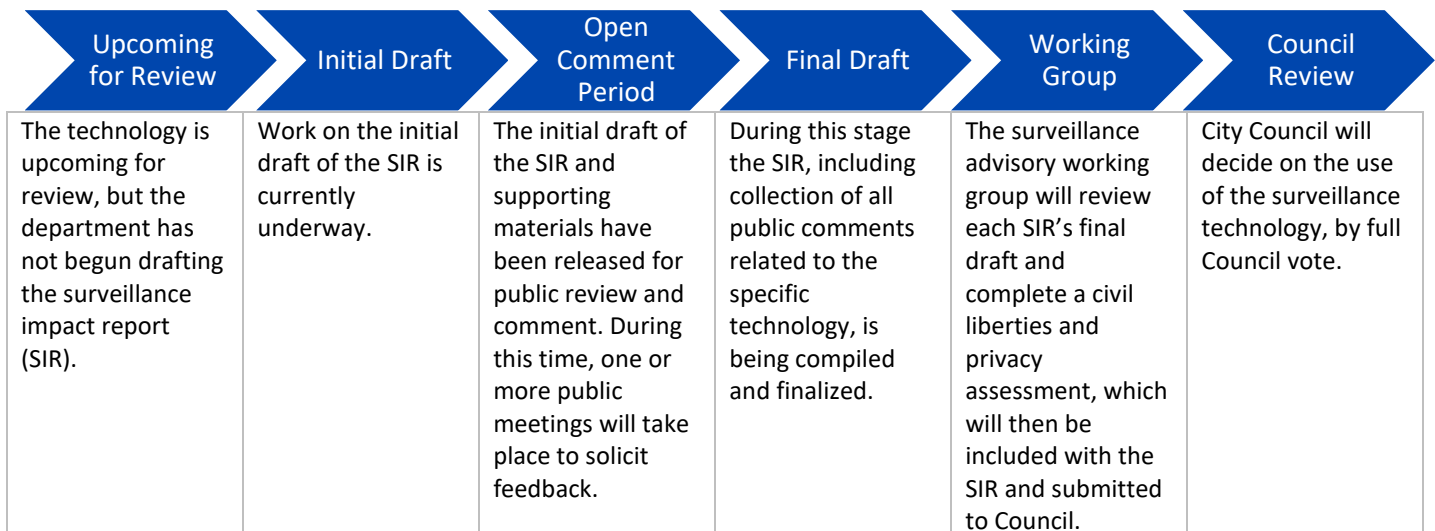 Upcoming
for Review
Initial Draft
Open
Comment
Period
Final Draft
Working
Group
Council
Review
The technology is
upcoming for
review, but the
department has
not begun drafting
the surveillance
impact report
(SIR).
Work on the initial
draft of the SIR is
currently
underway.
The initial draft of
the SIR and
supporting
materials have
been released for
public review and
comment. During
this time, one or
more public
meetings will take
place to solicit
feedback.
During this stage
the SIR, including
collection of all
public comments
related to the
specific
technology, is
being compiled
and finalized.
The surveillance
advisory working
group will review
each SIR’s final
draft and
complete a civil
liberties and
privacy
assessment, which
will then be
included with the
SIR and submitted
to Council.
City Council will
decide on the use
of the surveillance
technology, by full
Council vote.